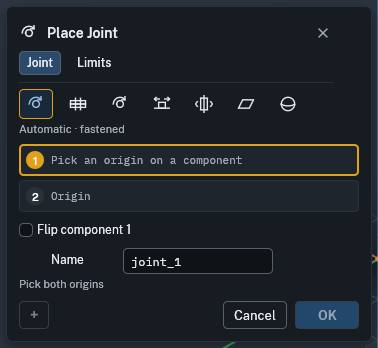 Place Joint
Joint Limits
Automatic · fastened
1 Pick an origin on a component
2 Origin
Flip component 1
Name joint_1
Pick both origins
+ Cancel OK